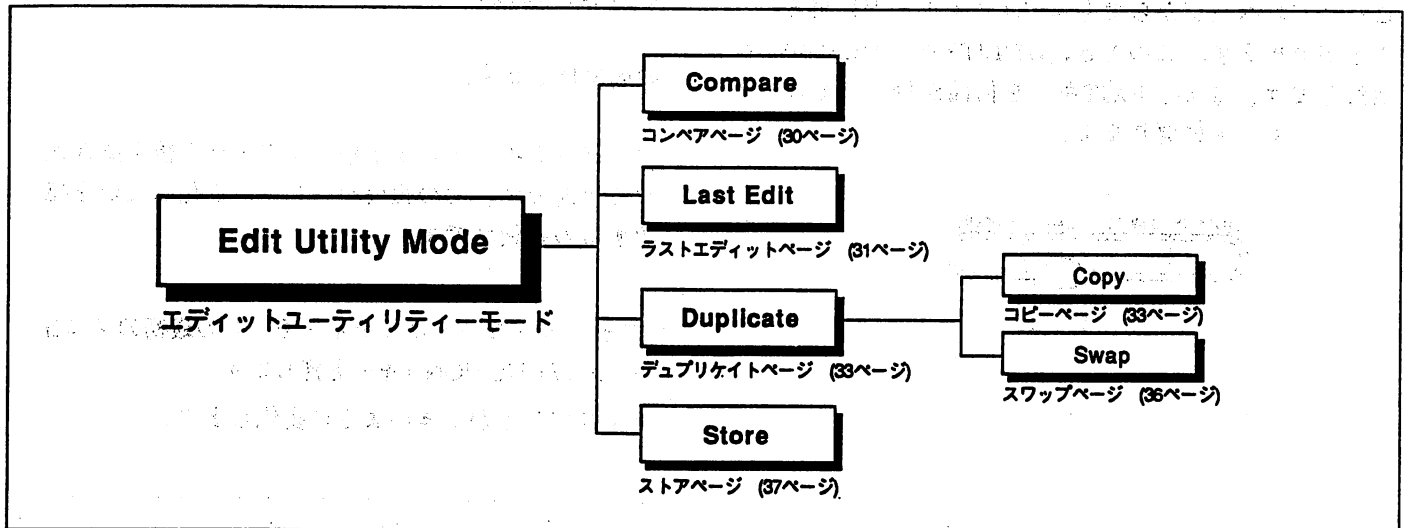 Compare
コンペアページ (30ページ)
Last Edit
ラストエディットページ (31ページ)
Edit Utility Mode
エディットユーティリティーモード
Duplicate
デュプリケイトページ (33ページ)
Copy
コピーページ (33ページ)
Swap
スワップページ (36ページ)
Store
ストアページ (37ページ)